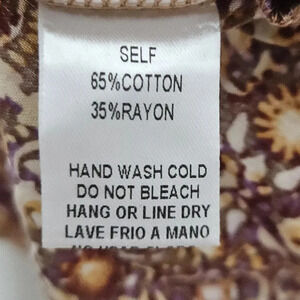 SELF
65%COTTON
35%RAYON
HAND WASH COLD
DO NOT BLEACH
HANG OR LINE DRY
LAVE FRIO A MANO